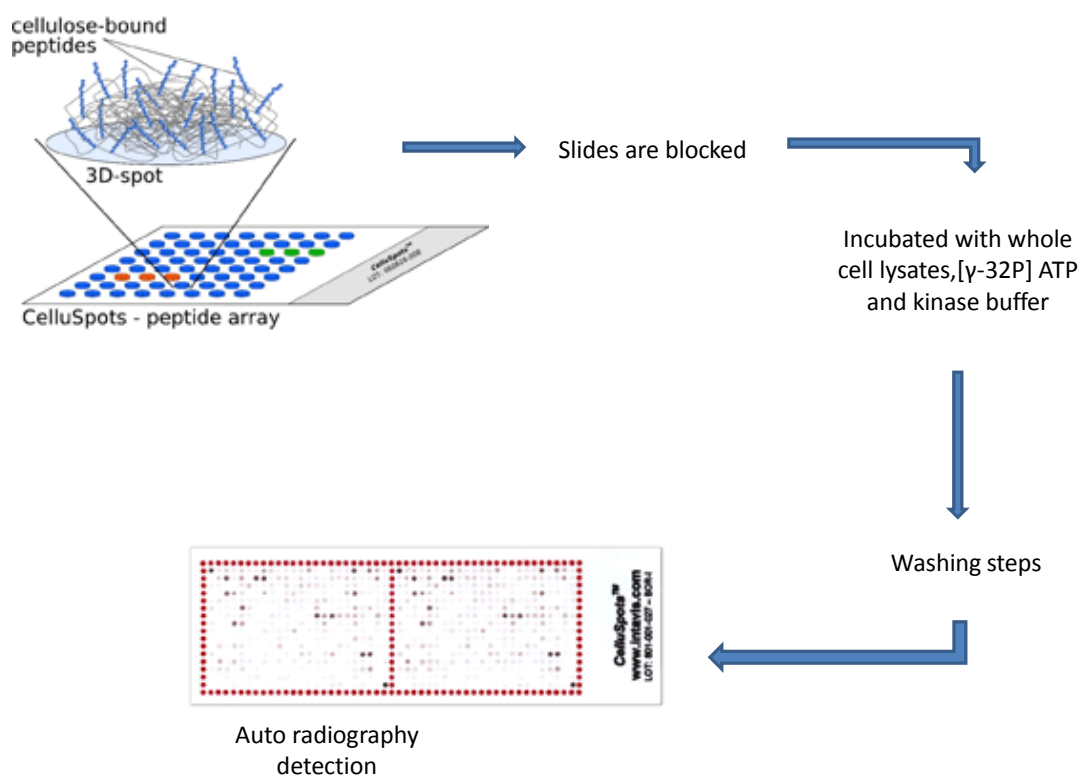 cellulose-bound
peptides
3D-spot
CelluSpots™
CelluSpots - peptide array
Slides are blocked
Incubated with whole
cell lysates,[γ-32P] ATP
and kinase buffer
Washing steps
CelluSpots™
www.intavis.com
Auto radiography
detection